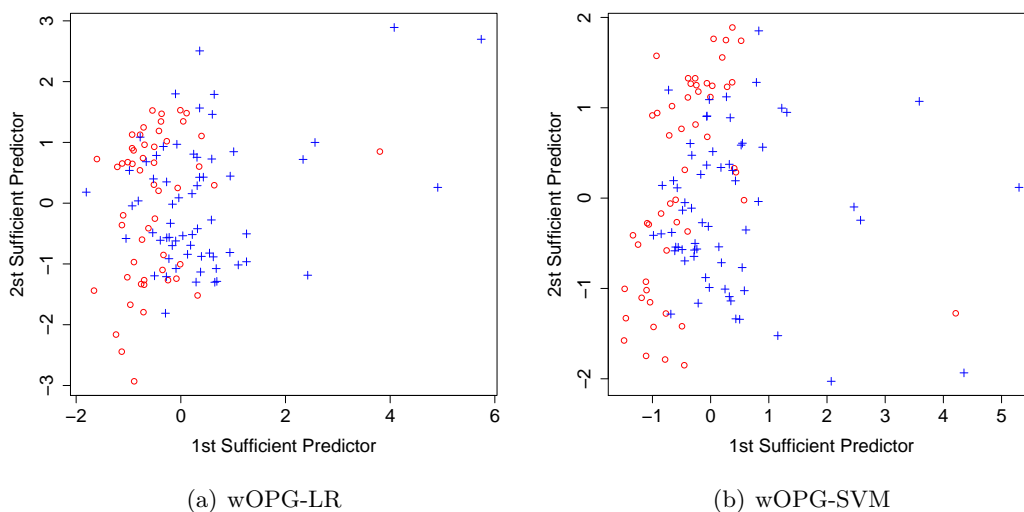 3
2
1
0
−1
−2
−3
2st Sufficient Predictor
−2 0 2 4 6
1st Sufficient Predictor
(a) wOPG-LR
2
1
0
−1
−2
2st Sufficient Predictor
−1 0 1 2 3 4 5
1st Sufficient Predictor
(b) wOPG-SVM